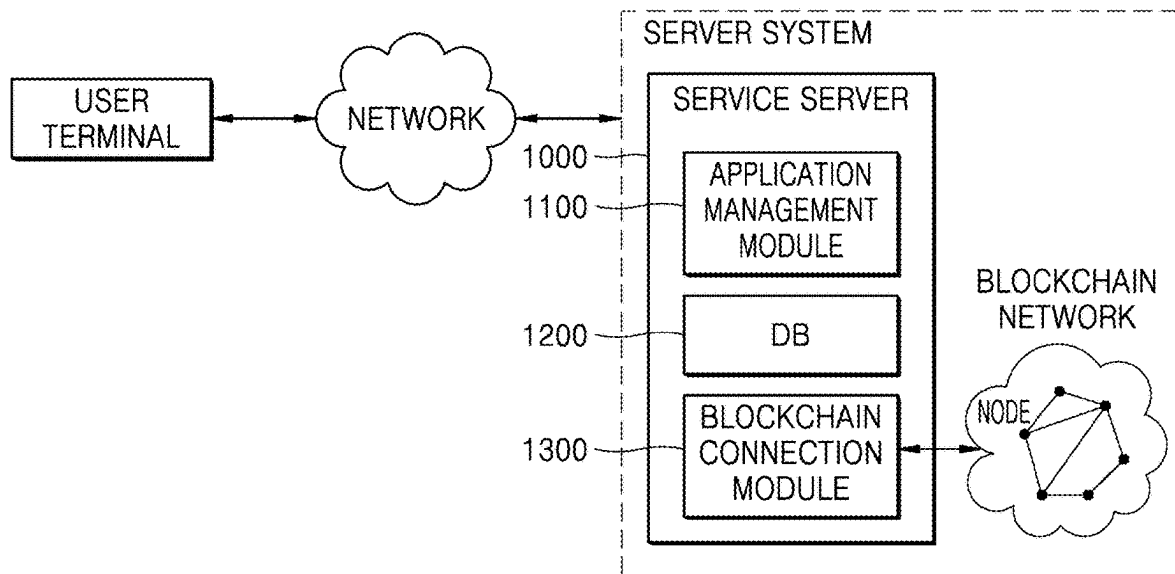 SERVER SYSTEM
USER
TERMINAL
NETWORK
SERVICE SERVER
1000
APPLICATION
MANAGEMENT
MODULE
1100
1200
DB
BLOCKCHAIN
NETWORK
NODE
1300
BLOCKCHAIN
CONNECTION
MODULE